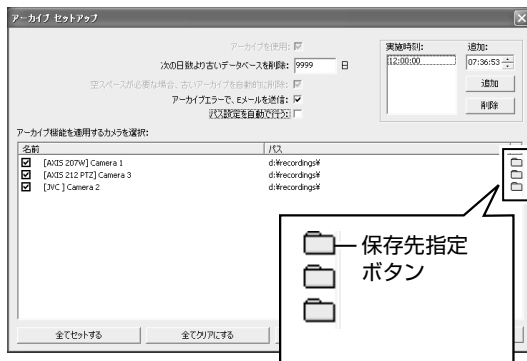 アーカイブ セットアップ
アーカイブを使用:
次の日数より古いデータベースを削除: 9999 日
空スペースが必要な場合、古いアーカイブを自動的に削除:
アーカイブエラーで、Eメールを送信:
パス設定を自動で行う:
実施時刻:
12:00:00
追加:
07:36:53
追加
削除
アーカイブ機能を適用するカメラを選択:
名前 パス
[AXIS 207W] Camera 1 d:¥recordings¥
[AXIS 212 PTZ] Camera 3 d:¥recordings¥
[JVC ] Camera 2 d:¥recordings¥
保存先指定
ボタン
全てセットする 全てクリアにする